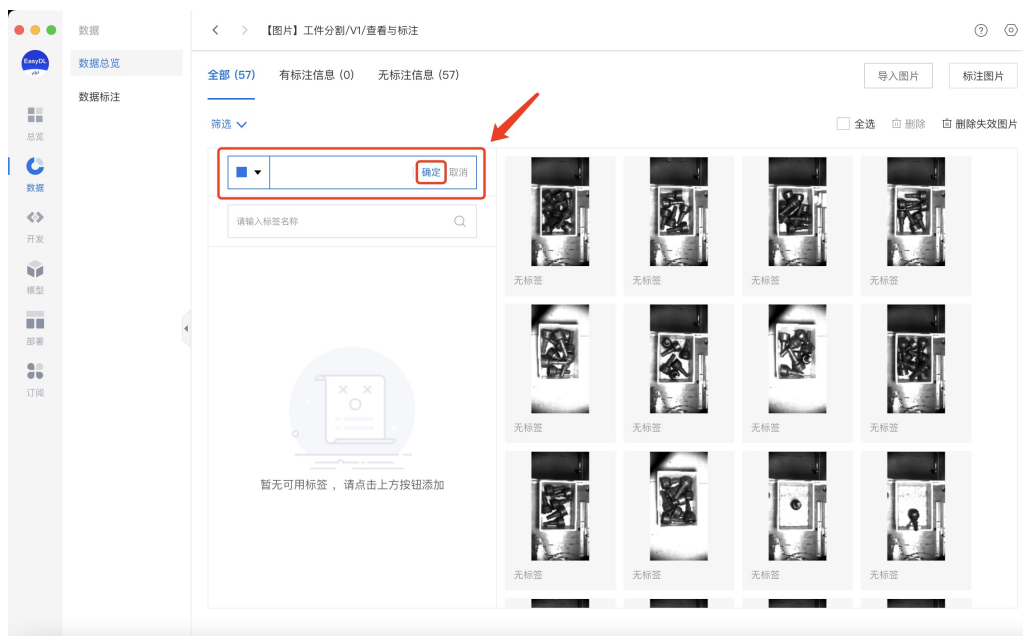 数据
【图片】工件分割/V1/查看与标注
EasyDL
数据总览
数据标注
全部 (57)
有标注信息 (0)
无标注信息 (57)
导入图片
标注图片
筛选
全选
删除
删除失效图片
总览
数据
开发
模型
部署
订阅
确定
取消
请输入标签名称
暂无可用标签 ，请点击上方按钮添加
无标签
无标签
无标签
无标签
无标签
无标签
无标签
无标签
无标签
无标签
无标签
无标签